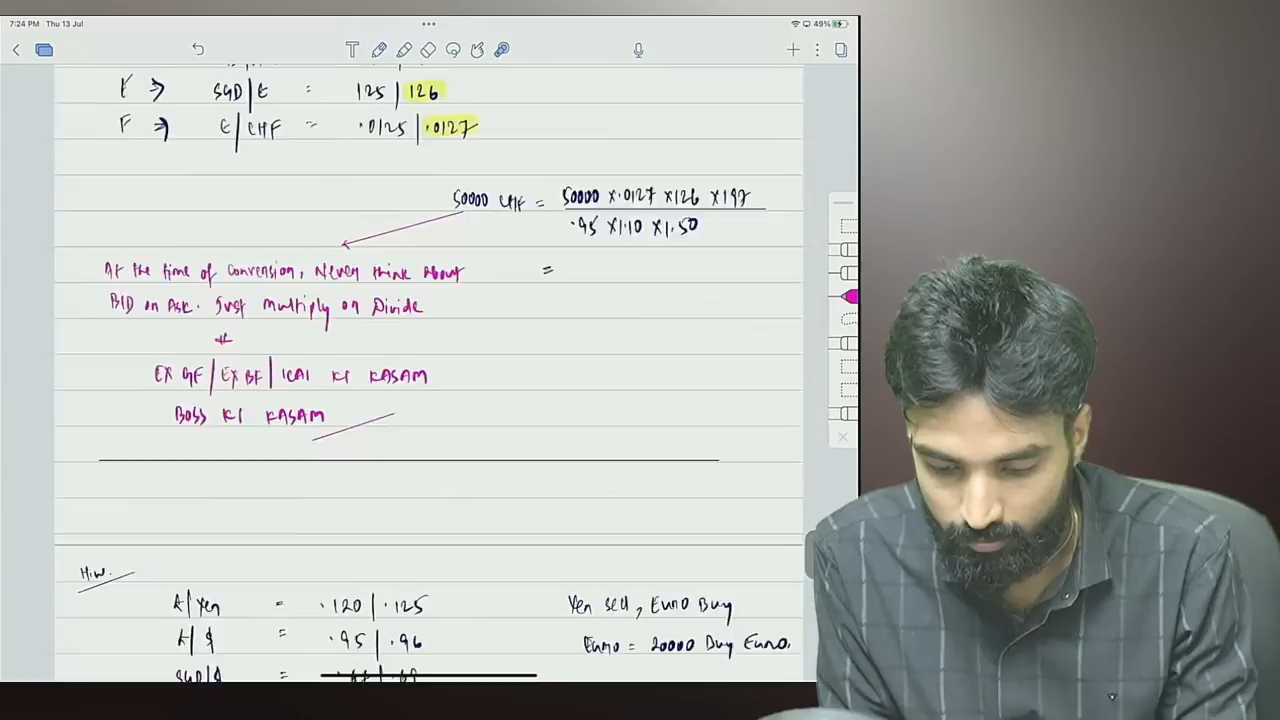 7:24 PM Thu 13 Jul
49%
SGD|£ = 125|126
F ⇒ £|CHF = .0125|.0127
50000 CHF = 50000 x .0127 x 126 x 197
.95 x 1.10 x 1.50
=
At the time of Conversion, Never think About
BID or Ask. Just multiply or Divide
EX GF|EX BF|ICAI KI KASAM
BOSS KI KASAM
H.W.
A|Yen = .120|.125
Yen sell, Euro Buy
A|$ = .95|.96
Euro = 20000 Buy Euro.